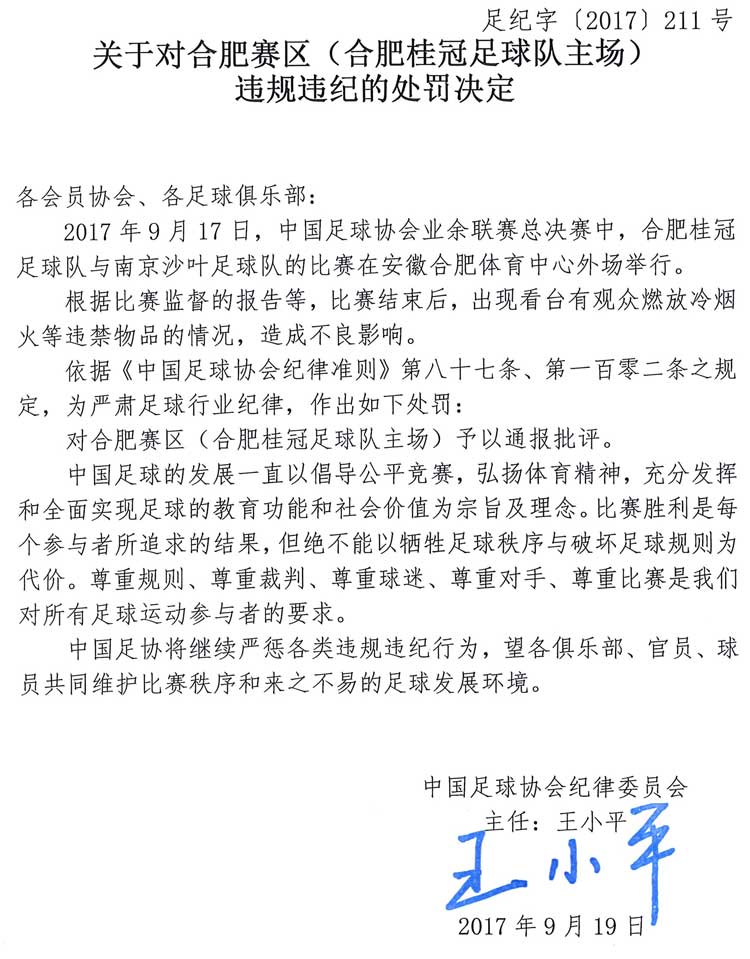 足纪字〔2017〕211号
关于对合肥赛区（合肥桂冠足球队主场）
违规违纪的处罚决定
各会员协会、各足球俱乐部：
2017年9月17日，中国足球协会业余联赛总决赛中，合肥桂冠
足球队与南京沙叶足球队的比赛在安徽合肥体育中心外场举行。
根据比赛监督的报告等，比赛结束后，出现看台有观众燃放冷烟
火等违禁物品的情况，造成不良影响。
依据《中国足球协会纪律准则》第八十七条、第一百零二条之规
定，为严肃足球行业纪律，作出如下处罚：
对合肥赛区（合肥桂冠足球队主场）予以通报批评。
中国足球的发展一直以倡导公平竞赛，弘扬体育精神，充分发挥
和全面实现足球的教育功能和社会价值为宗旨及理念。比赛胜利是每
个参与者所追求的结果，但绝不能以牺牲足球秩序与破坏足球规则为
代价。尊重规则、尊重裁判、尊重球迷、尊重对手、尊重比赛是我们
对所有足球运动参与者的要求。
中国足协将继续严惩各类违规违纪行为，望各俱乐部、官员、球
员共同维护比赛秩序和来之不易的足球发展环境。
中国足球协会纪律委员会
主任：王小平
王小平
2017年9月19日